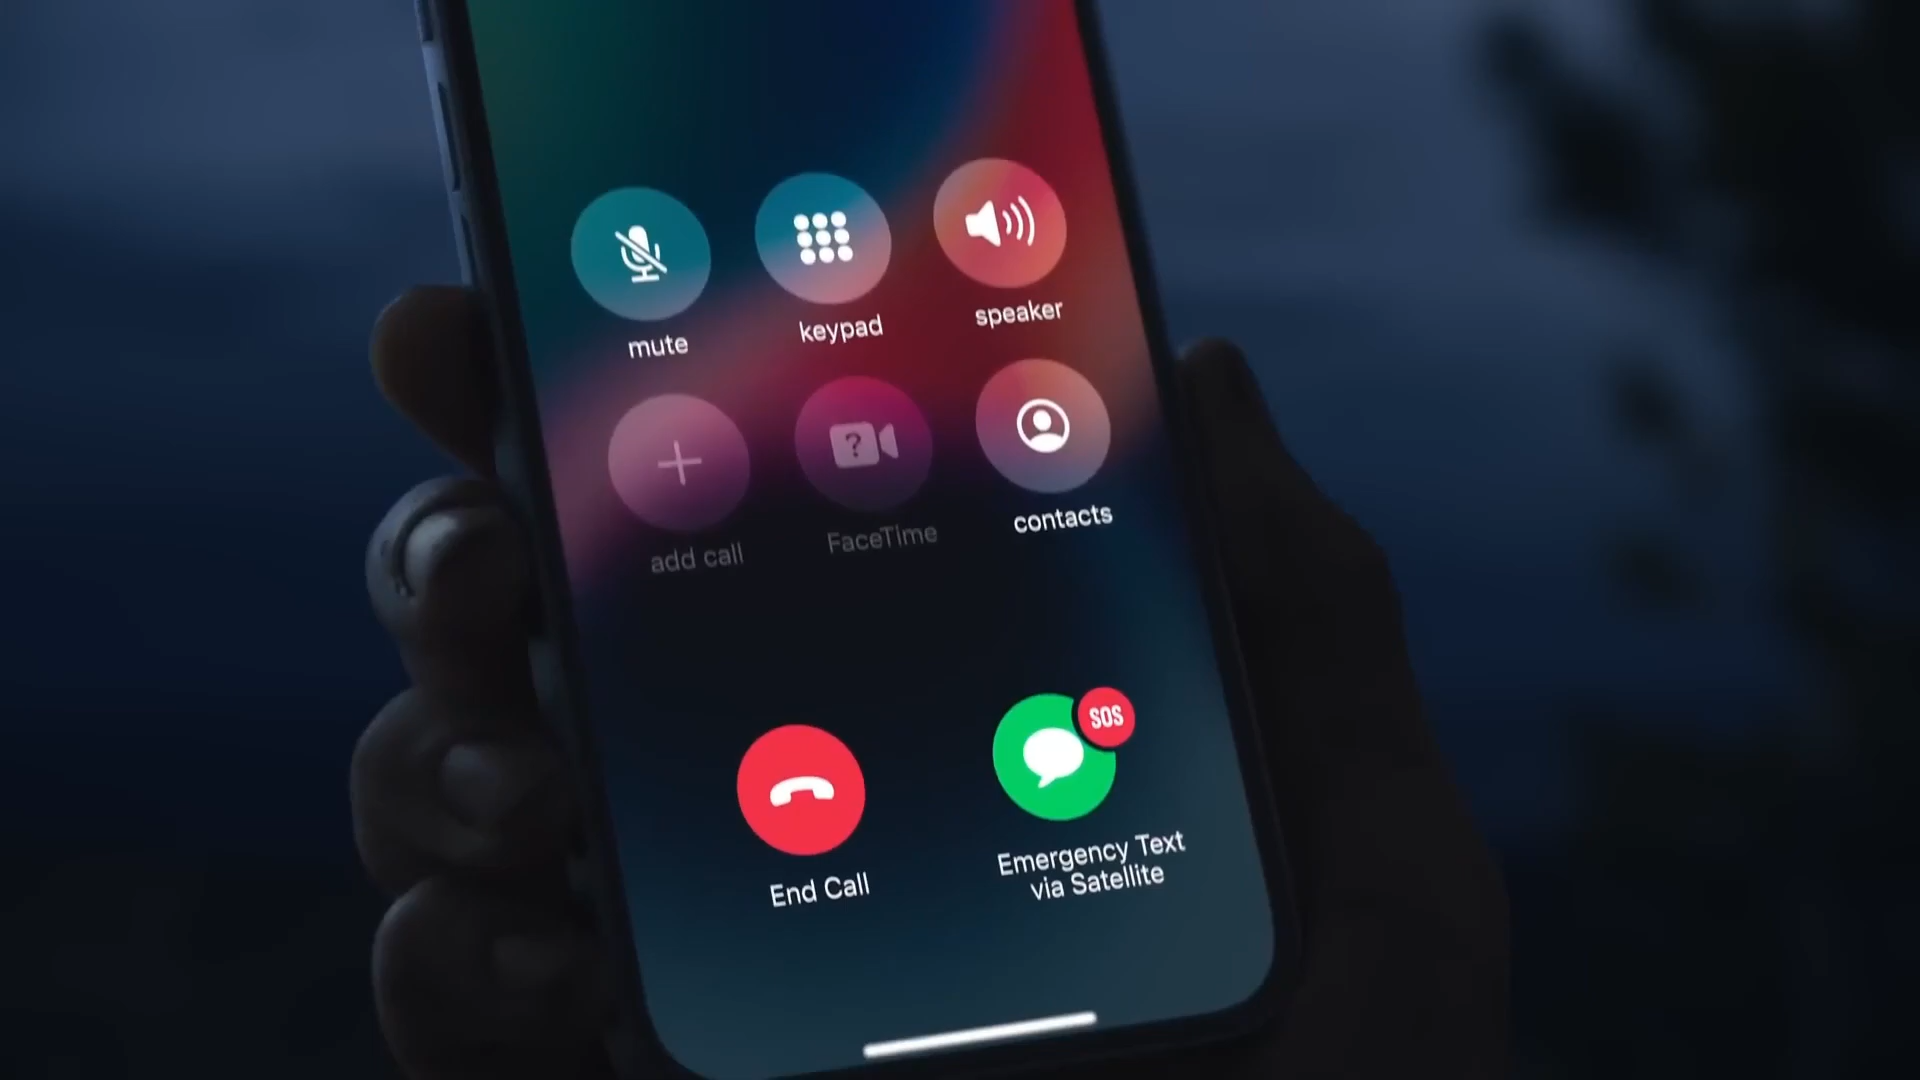 mute
keypad
speaker
add call
FaceTime
contacts
SOS
End Call
Emergency Text
via Satellite